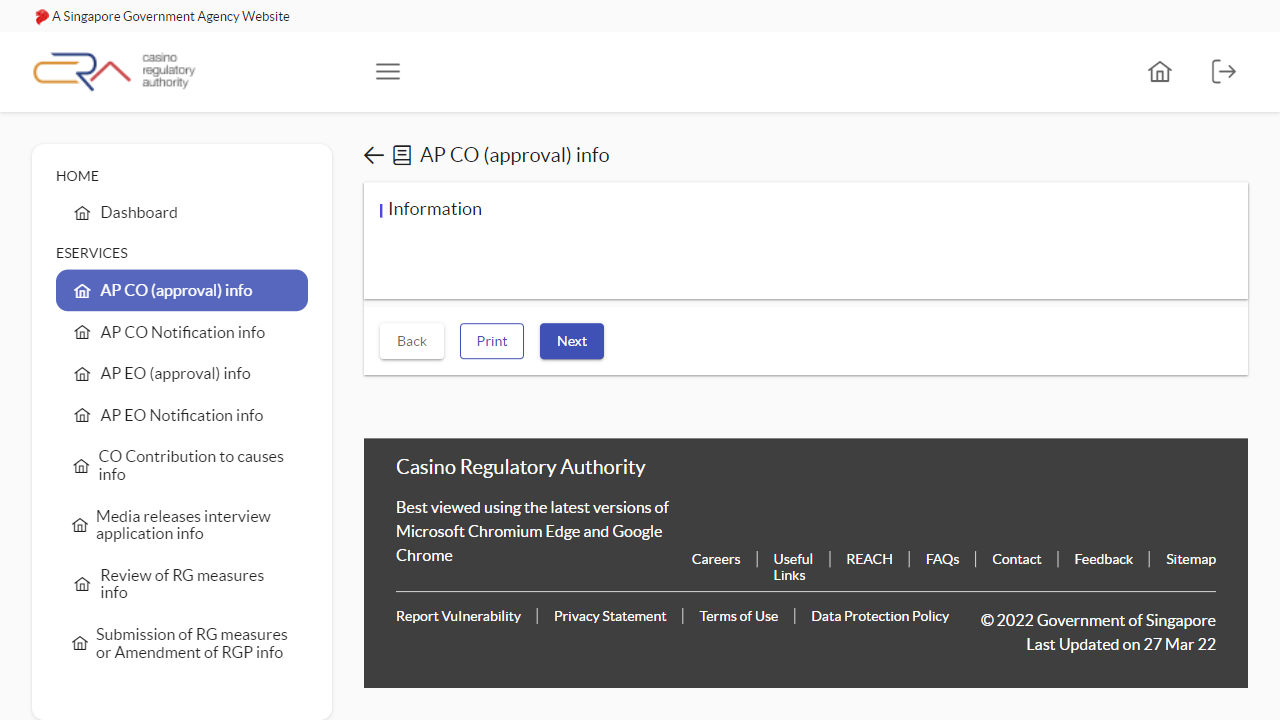 A Singapore Government Agency Website
CRA
casino
regulatory
authority
HOME
Dashboard
ESERVICES
AP CO (approval) info
AP CO Notification info
AP EO (approval) info
AP EO Notification info
CO Contribution to causes
info
Media releases interview
application info
Review of RG measures
info
Submission of RG measures
or Amendment of RGP info
AP CO (approval) info
Information
Back
Print
Next
Casino Regulatory Authority
Best viewed using the latest versions of
Microsoft Chromium Edge and Google
Chrome
Careers | Useful Links | REACH | FAQs | Contact | Feedback | Sitemap
Report Vulnerability | Privacy Statement | Terms of Use | Data Protection Policy
© 2022 Government of Singapore
Last Updated on 27 Mar 22